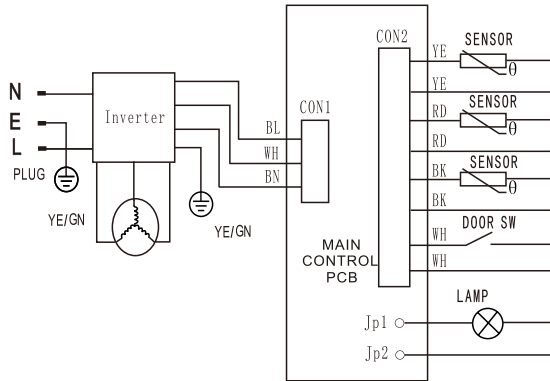 N
E
L
PLUG
Inverter
YE/GN
YE/GN
CON1
BL
WH
BN
MAIN
CONTROL
PCB
CON2
YE
SENSOR
θ
YE
RD
SENSOR
θ
RD
BK
SENSOR
θ
BK
WH
DOOR SW
WH
LAMP
Jp1
Jp2